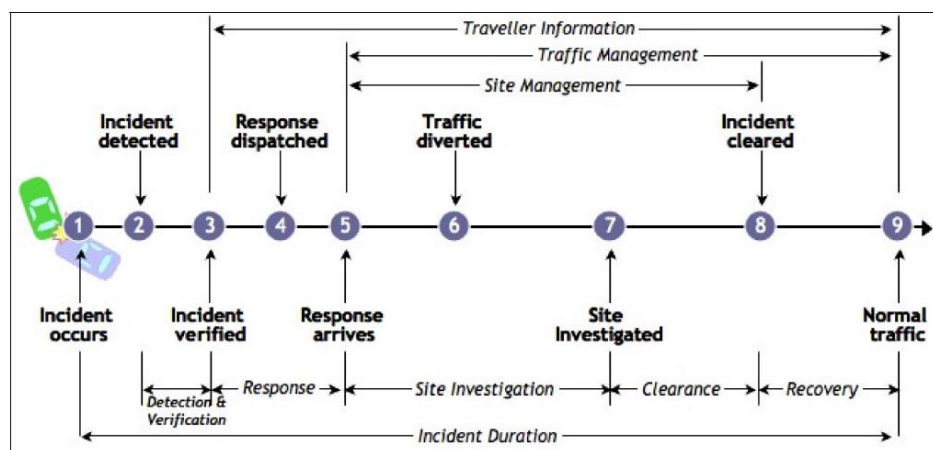 Traveller Information
Traffic Management
Site Management
Incident
detected
Response
dispatched
Traffic
diverted
Incident
cleared
1 2 3 4 5 6 7 8 9
Incident
occurs
Incident
verified
Response
arrives
Site
Investigated
Normal
traffic
Detection &
Verification
Response
Site Investigation
Clearance
Recovery
Incident Duration